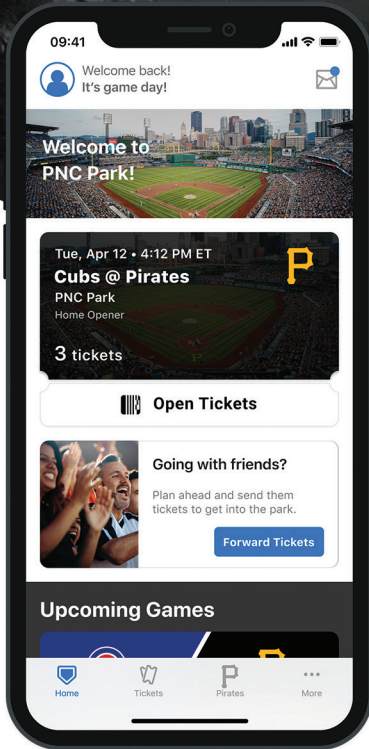 09:41
Welcome back!
It's game day!
Welcome to
PNC Park!
Tue, Apr 12 • 4:12 PM ET
P
Cubs @ Pirates
PNC Park
Home Opener
3 tickets
Open Tickets
Going with friends?
Plan ahead and send them
tickets to get into the park.
Forward Tickets
Upcoming Games
Home
Tickets
P
Pirates
More